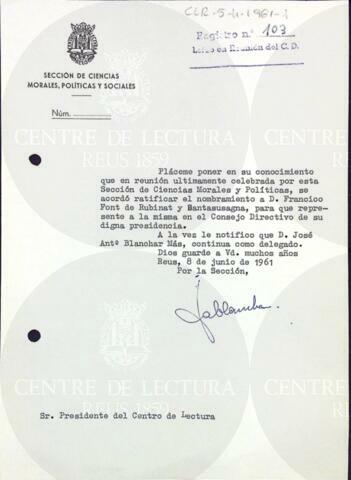 CLR-5-4-1961-1
Registro n.º 103
Leído en Reunión del C. D.
SECCIÓN DE CIENCIAS
MORALES, POLÍTICAS Y SOCIALES
Núm.
CENTRE DE LECTURA
REUS 1859
Pláceme poner en su conocimiento
que en reunión ultimamente celebrada por esta
Sección de Ciencias Morales y Políticas, se
acordó ratificar el nombramiento a D. Francico
Font de Rubinat y Santasusagna, para que repre-
sente a la misma en el Consejo Directivo de su
digna presidencia.
A la vez le notifico que D. José
Antº Blanchar Más, continua como delegado.
Dios guarde a Vd. muchos años
Reus, 8 de junio de 1961
Por la Sección,
CENTRE DE LECTURA
REUS 1859
Sr. Presidente del Centro de Lectura